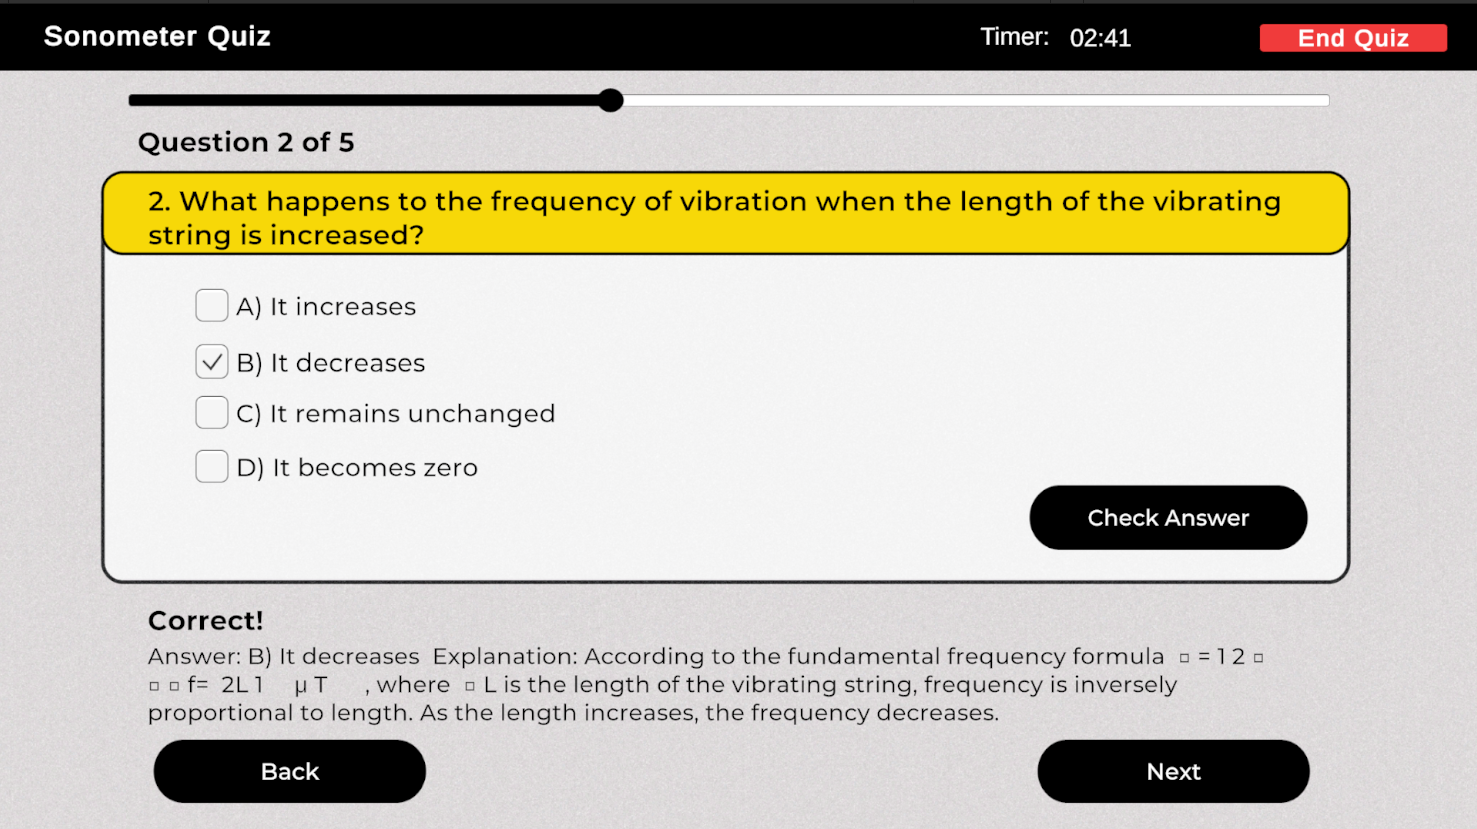 Sonometer Quiz
Timer: 02:41
End Quiz
Question 2 of 5
2. What happens to the frequency of vibration when the length of the vibrating
string is increased?
A) It increases
B) It decreases
C) It remains unchanged
D) It becomes zero
Check Answer
Correct!
Answer: B) It decreases Explanation: According to the fundamental frequency formula □ = 1 2 □
□ □ f= 2L 1 μ T , where □ L is the length of the vibrating string, frequency is inversely
proportional to length. As the length increases, the frequency decreases.
Back
Next